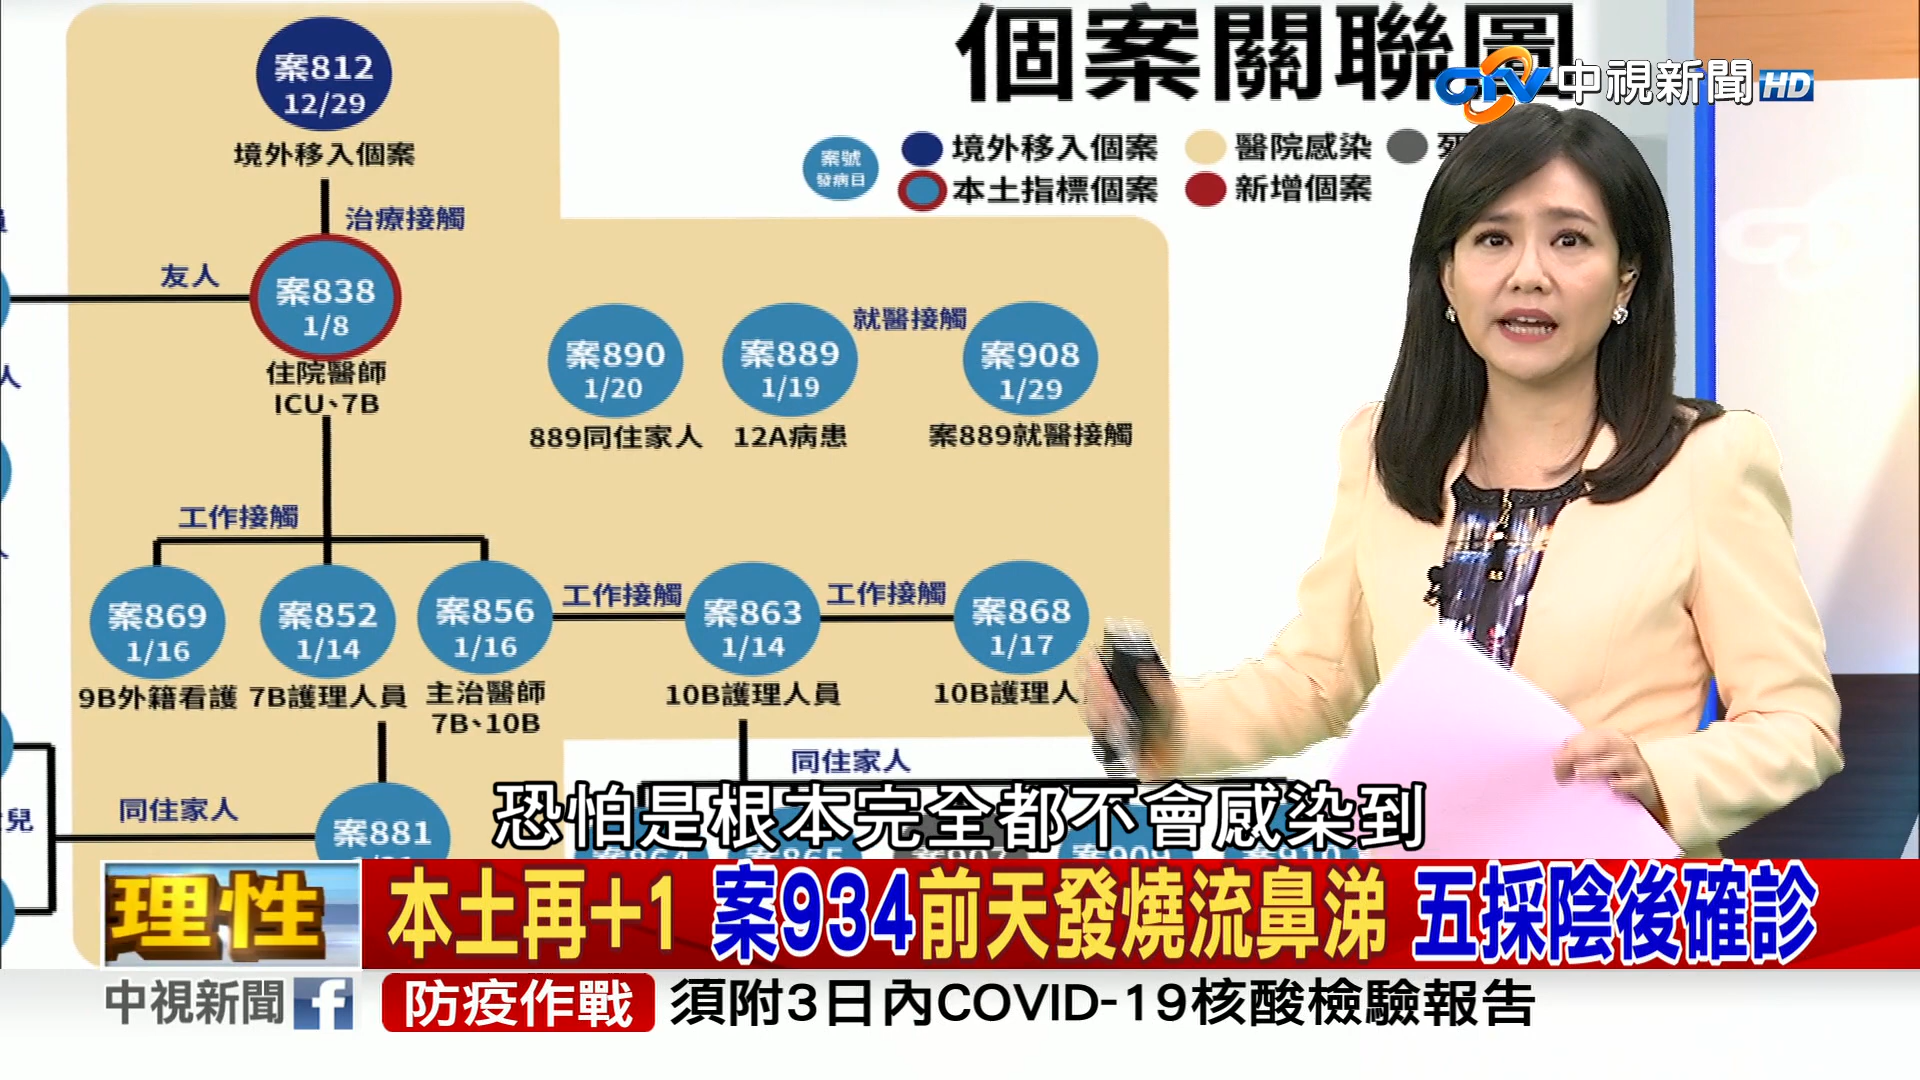 個案關聯圖
CTV中視新聞HD
案號
發病日
境外移入個案
醫院感染
本土指標個案
新增個案
案812
12/29
境外移入個案
治療接觸
友人
案838
1/8
住院醫師
ICU、7B
案890
1/20
889同住家人
案889
1/19
12A病患
就醫接觸
案908
1/29
案889就醫接觸
工作接觸
案869
1/16
9B外籍看護
案852
1/14
7B護理人員
案856
1/16
主治醫師
7B、10B
工作接觸
案863
1/14
10B護理人員
工作接觸
案868
1/17
10B護理人
同住家人
同住家人
兒
案881
恐怕是根本完全都不會感染到
理性
本土再+1 案934前天發燒流鼻涕 五採陰後確診
中視新聞
防疫作戰
須附3日內COVID-19核酸檢驗報告